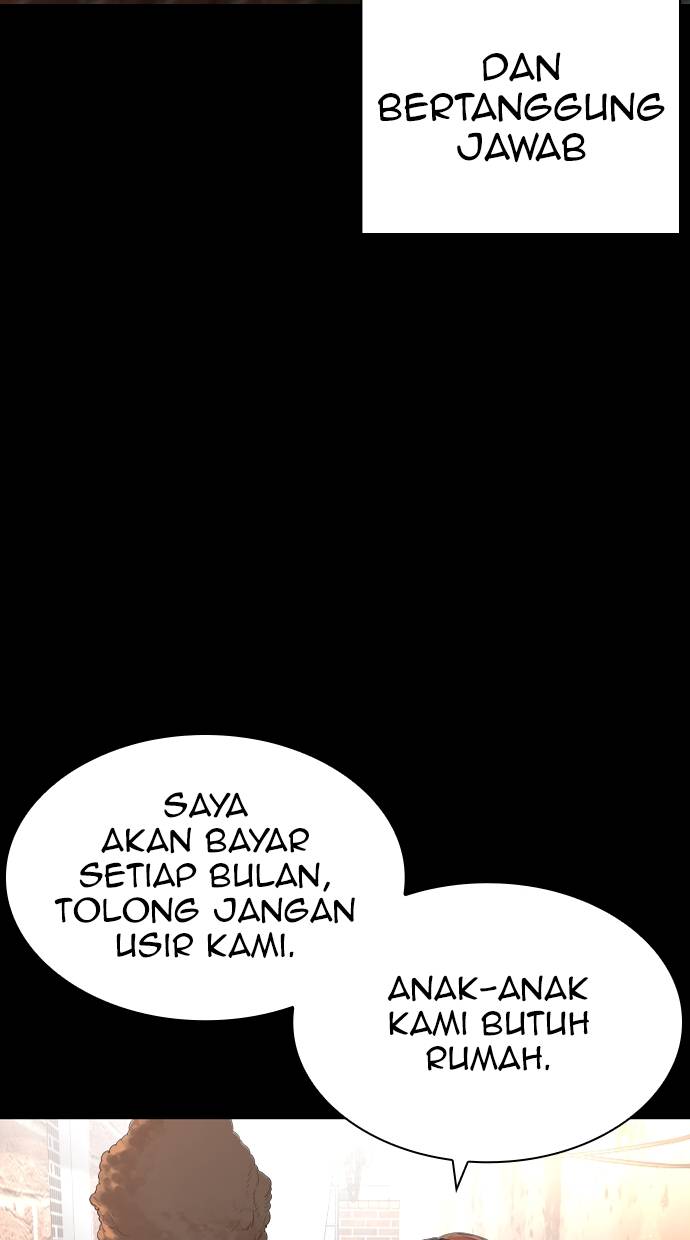 DAN
BERTANGGUNG
JAWAB
SAYA
AKAN BAYAR
SETIAP BULAN,
TOLONG JANGAN
USIR KAMI.
ANAK-ANAK
KAMI BUTUH
RUMAH.